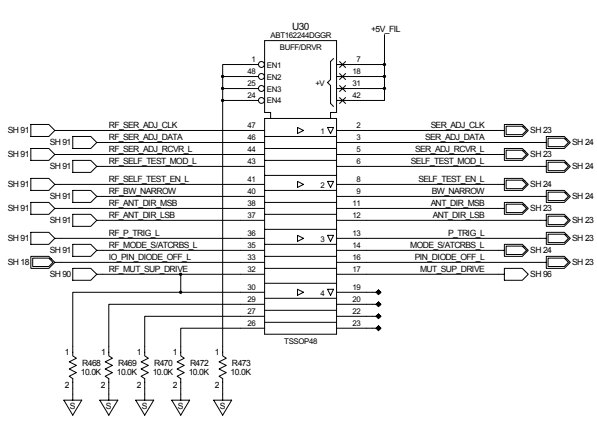 U30
ABT162244DGGR
+5V_FIL
BUFF/DRVR
1 EN1 7
48 EN2 18
25 EN3 +V 31
24 EN4 42
SH 91 RF_SER_ADJ_CLK 47 1 2 SER_ADJ_CLK SH 23
SH 91 RF_SER_ADJ_DATA 46 3 SER_ADJ_DATA SH 24
SH 91 RF_SER_ADJ_RCVR_L 44 5 SER_ADJ_RCVR_L SH 23
SH 91 RF_SELF_TEST_MOD_L 43 6 SELF_TEST_MOD_L SH 24
SH 91 RF_SELF_TEST_EN_L 41 2 8 SELF_TEST_EN_L SH 24
SH 91 RF_BW_NARROW 40 9 BW_NARROW SH 24
SH 91 RF_ANT_DIR_MSB 38 11 ANT_DIR_MSB SH 23
SH 91 RF_ANT_DIR_LSB 37 12 ANT_DIR_LSB SH 23
SH 91 RF_P_TRIG_L 36 3 13 P_TRIG_L SH 23
SH 91 RF_MODE_S/ATCRBS_L 35 14 MODE_S/ATCRBS_L SH 24
SH 18 IO_PIN_DIODE_OFF_L 33 16 PIN_DIODE_OFF_L SH 23
SH 90 RF_MUT_SUP_DRIVE 32 17 MUT_SUP_DRIVE SH 96
30 4 19
29 20
27 22
26 23
TSSOP48
1 1 1 1 1
R468 R469 R470 R472 R473
10.0K 10.0K 10.0K 10.0K 10.0K
2 2 2 2 2
S S S S S